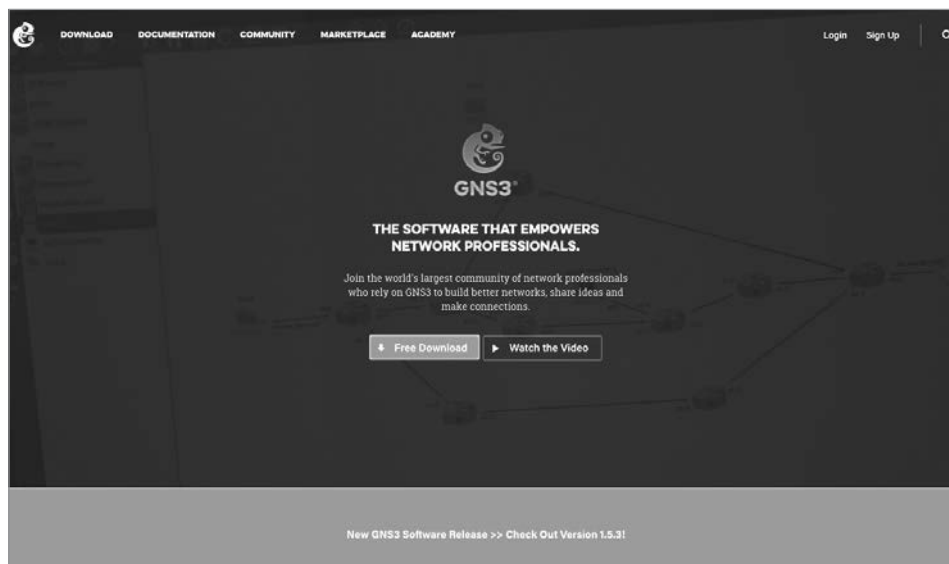 DOWNLOAD DOCUMENTATION COMMUNITY MARKETPLACE ACADEMY Login Sign Up
GNS3®
THE SOFTWARE THAT EMPOWERS
NETWORK PROFESSIONALS.
Join the world's largest community of network professionals
who rely on GNS3 to build better networks, share ideas and
make connections.
Free Download Watch the Video
New GNS3 Software Release >> Check Out Version 1.5.3!